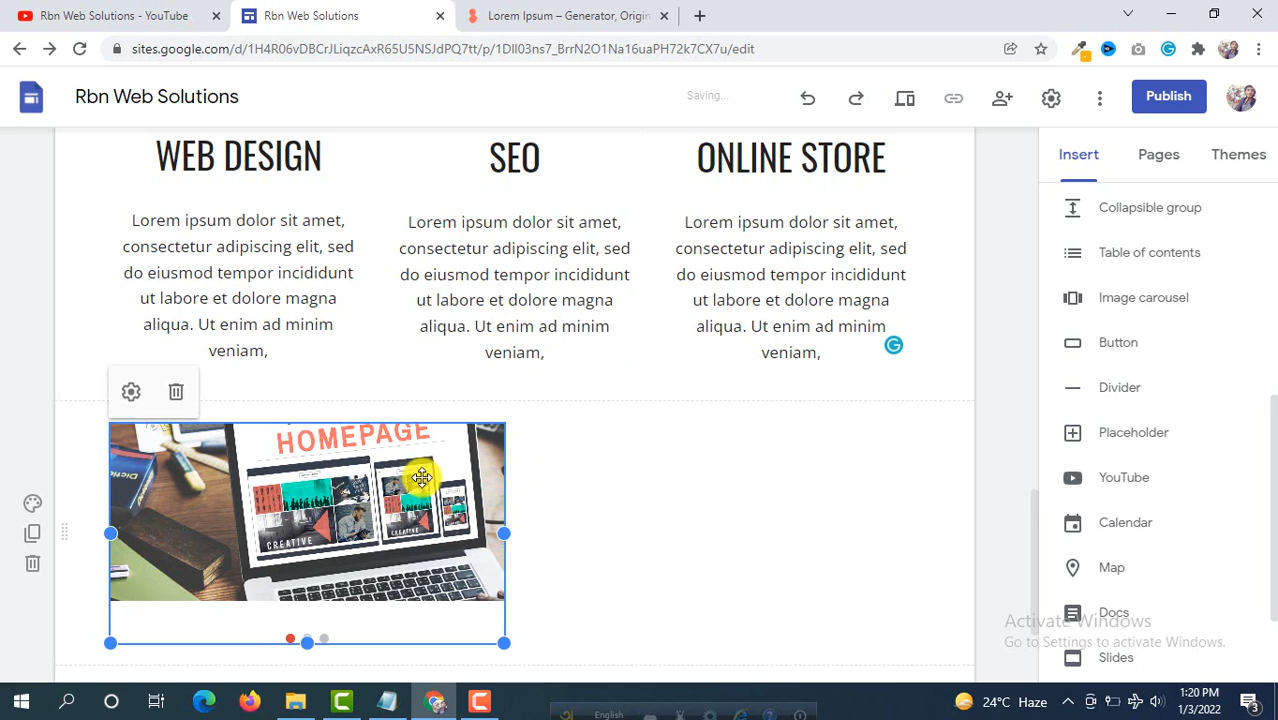 Rbn Web Solutions - YouTube
Rbn Web Solutions
Lorem Ipsum – Generator, Origin
sites.google.com/d/1H4R06vDBCrJLiqzcAxR65U5NSJdPQ7tt/p/1DlI03ns7_BrrN2O1Na16uaPH72k7CX7u/edit
Rbn Web Solutions
Saving...
Publish
Insert
Pages
Themes
WEB DESIGN
SEO
ONLINE STORE
Lorem ipsum dolor sit amet,
consectetur adipiscing elit, sed
do eiusmod tempor incididunt
ut labore et dolore magna
aliqua. Ut enim ad minim
veniam,
Lorem ipsum dolor sit amet,
consectetur adipiscing elit, sed
do eiusmod tempor incididunt
ut labore et dolore magna
aliqua. Ut enim ad minim
veniam,
Lorem ipsum dolor sit amet,
consectetur adipiscing elit, sed
do eiusmod tempor incididunt
ut labore et dolore magna
aliqua. Ut enim ad minim
veniam,
HOMEPAGE
CREATIVE
CREATIVE
Collapsible group
Table of contents
Image carousel
Button
Divider
Placeholder
YouTube
Calendar
Map
Docs
Slides
Activate Windows
Go to Settings to activate Windows.
English
24°C Haze
1:20 PM
1/3/2022
3